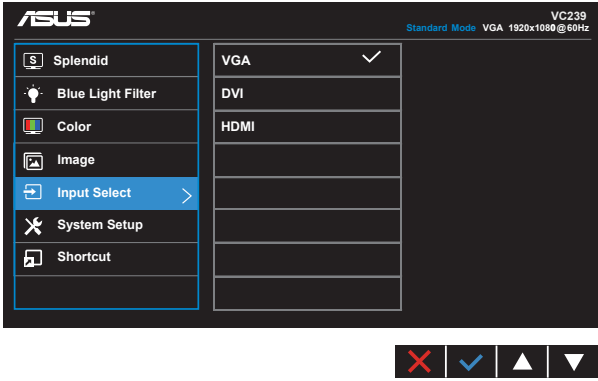 ASUS
VC239
Standard Mode VGA 1920x1080@60Hz
S Splendid
Blue Light Filter
Color
Image
Input Select
System Setup
Shortcut
VGA
DVI
HDMI